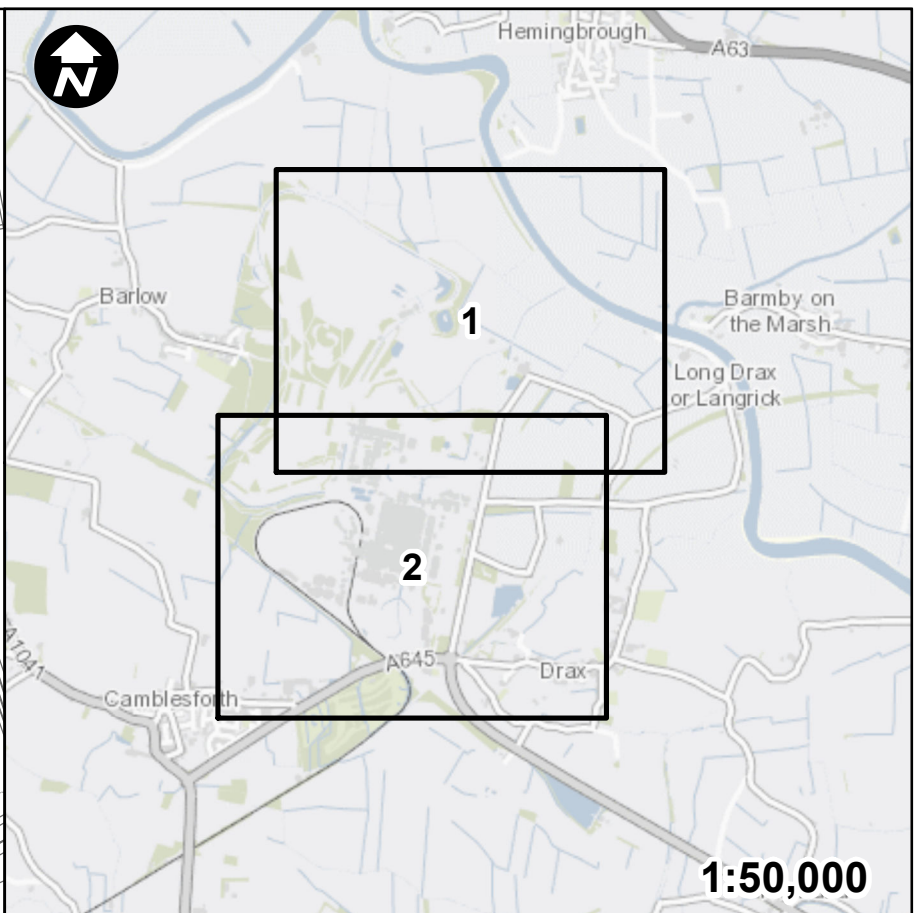 Hemingbrough
A63
N
Barlow
1
Barmby on
the Marsh
Long Drax
or Langrick
2
A1041
A645
Drax
Camblesforth
1:50,000